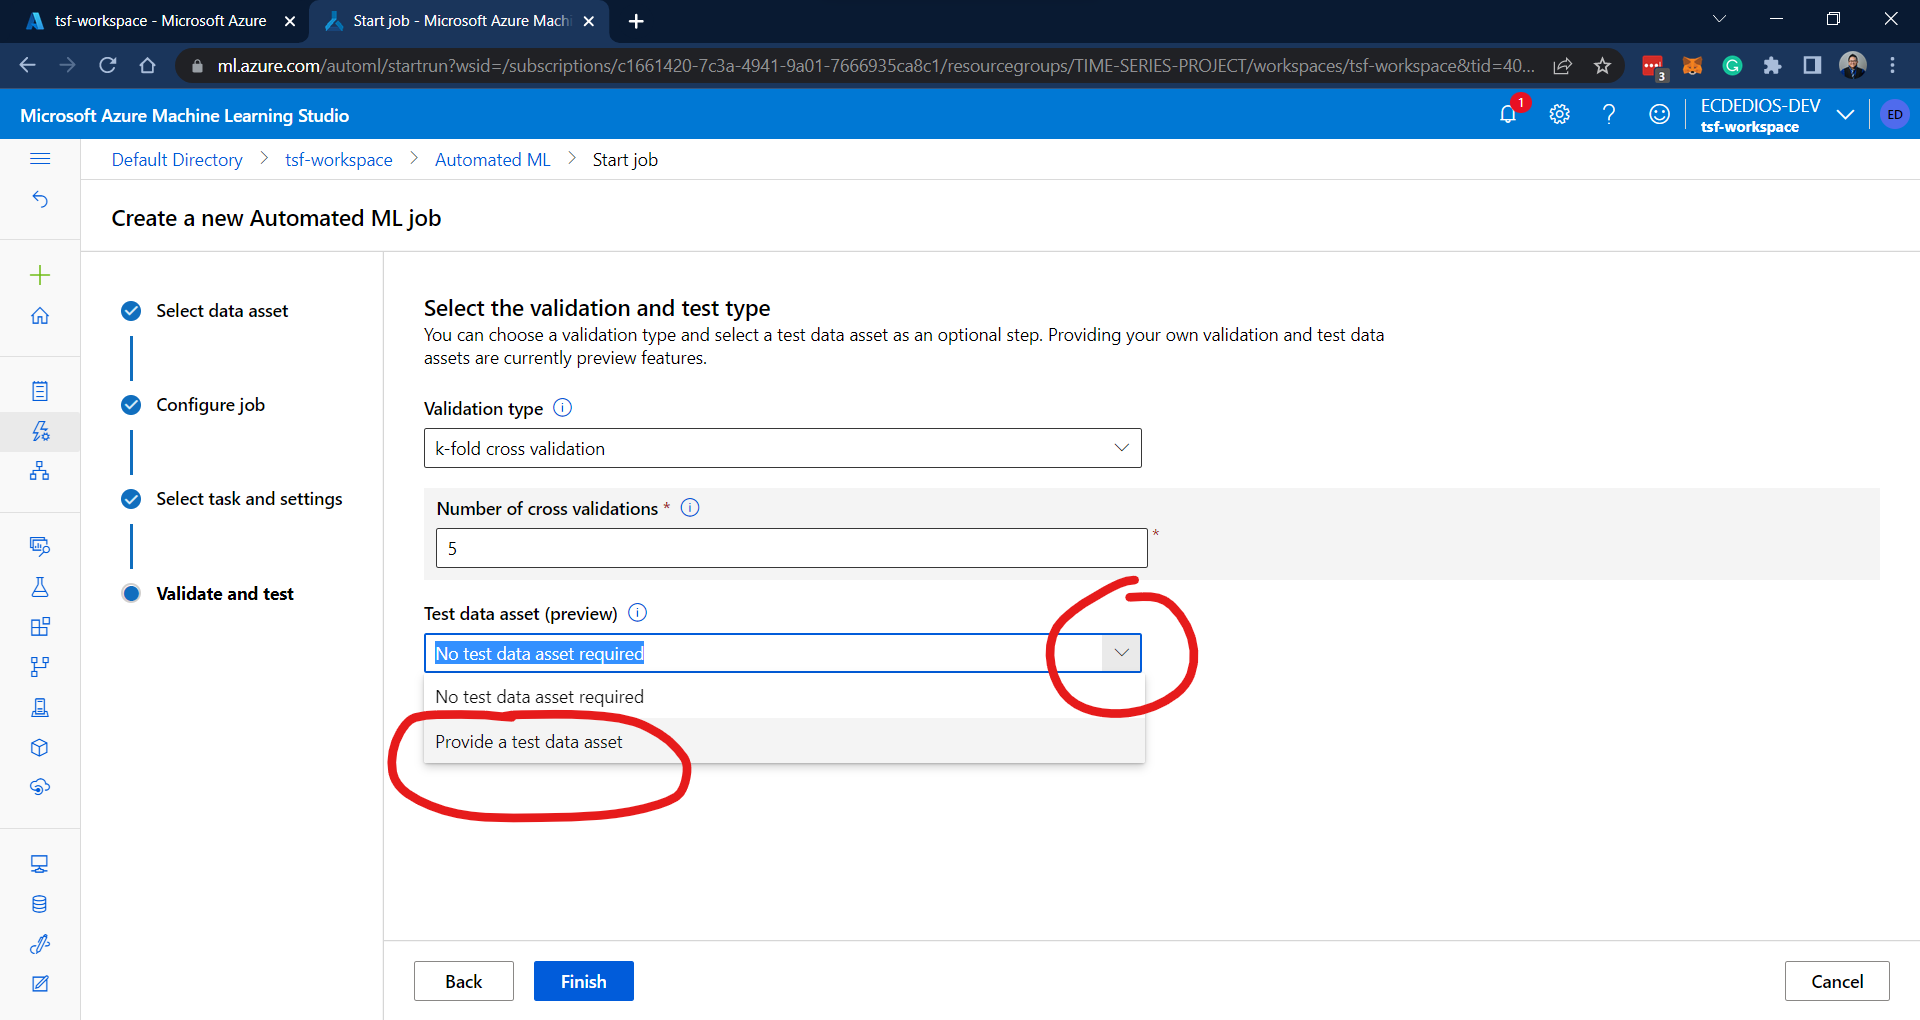 tsf-workspace - Microsoft Azure
Start job - Microsoft Azure Machi
ml.azure.com/automl/startrun?wsid=/subscriptions/c1661420-7c3a-4941-9a01-7666935ca8c1/resourcegroups/TIME-SERIES-PROJECT/workspaces/tsf-workspace&tid=40...
3
Microsoft Azure Machine Learning Studio
1
ECDEDIOS-DEV
tsf-workspace
ED
Default Directory > tsf-workspace > Automated ML > Start job
Create a new Automated ML job
Select data asset
Configure job
Select task and settings
Validate and test
Select the validation and test type
You can choose a validation type and select a test data asset as an optional step. Providing your own validation and test data
assets are currently preview features.
Validation type
k-fold cross validation
Number of cross validations *
5
*
Test data asset (preview)
No test data asset required
No test data asset required
Provide a test data asset
Back
Finish
Cancel